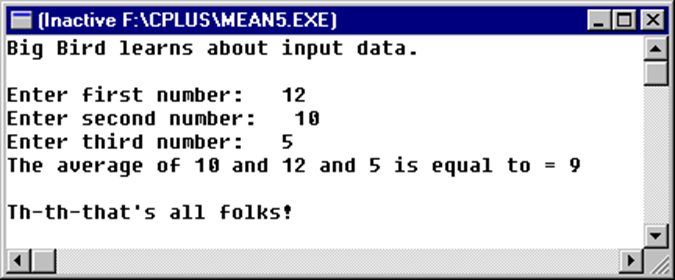 (Inactive F:\CPLUS\MEAN5.EXE)
Big Bird learns about input data.
Enter first number:   12
Enter second number:   10
Enter third number:   5
The average of 10 and 12 and 5 is equal to = 9
Th-th-that's all folks!